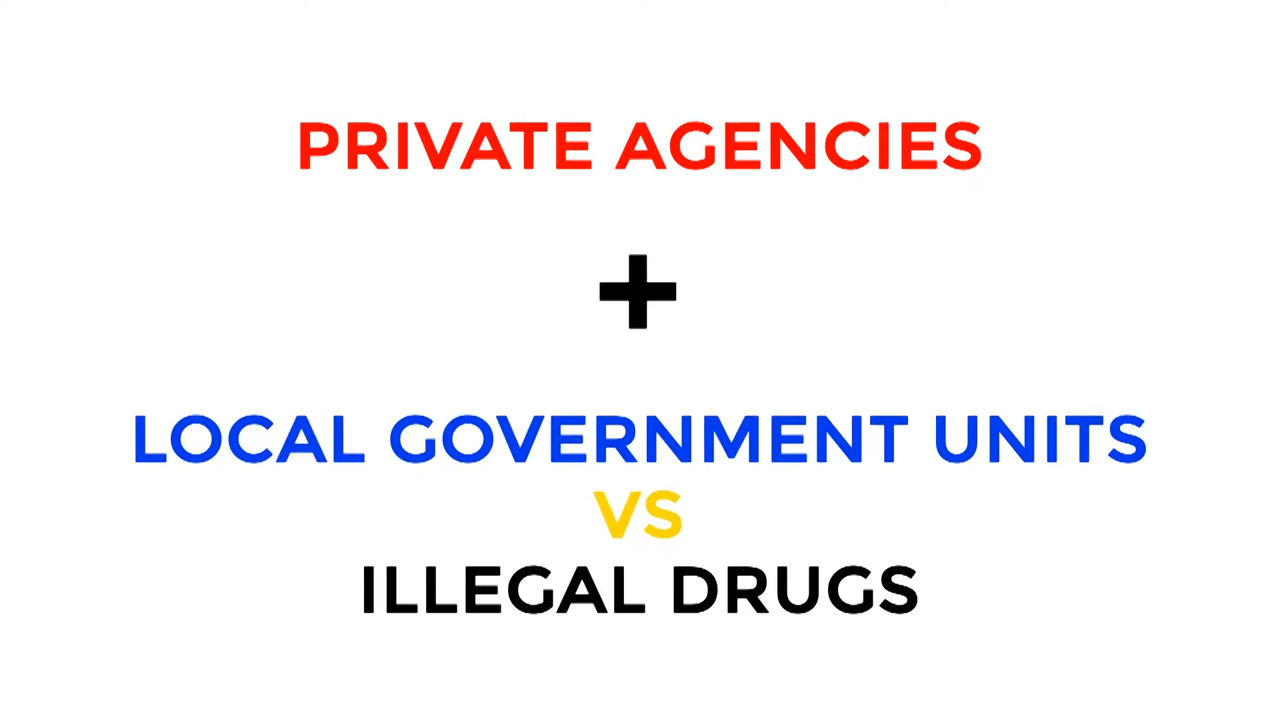 PRIVATE AGENCIES
+
LOCAL GOVERNMENT UNITS
VS
ILLEGAL DRUGS